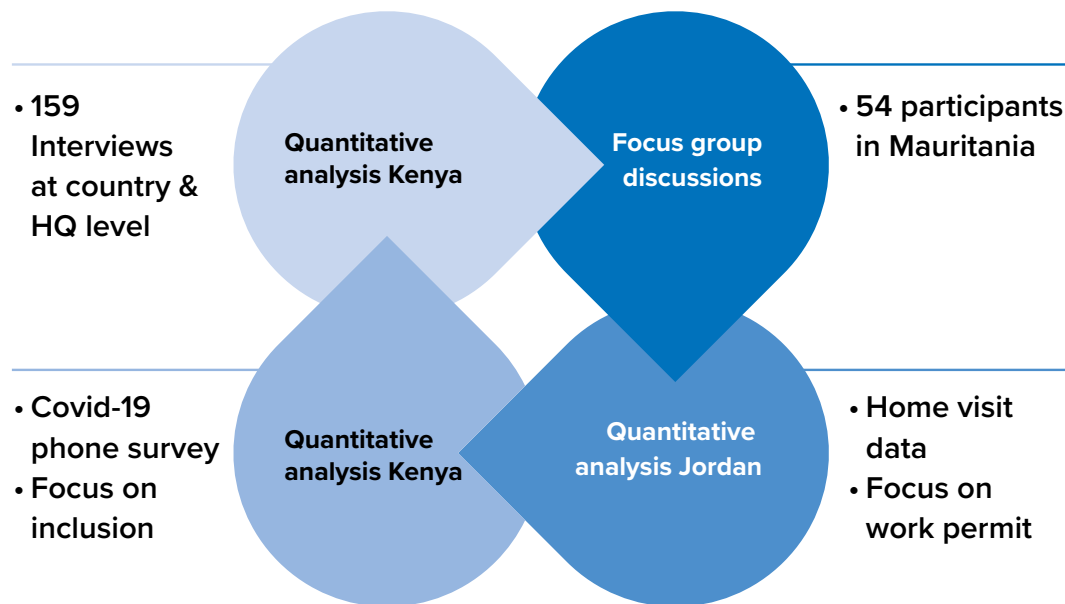 • 159
Interviews
at country &
HQ level
Quantitative
analysis Kenya
Focus group
discussions
• 54 participants
in Mauritania
• Covid-19
phone survey
• Focus on
inclusion
Quantitative
analysis Kenya
Quantitative
analysis Jordan
• Home visit
data
• Focus on
work permit